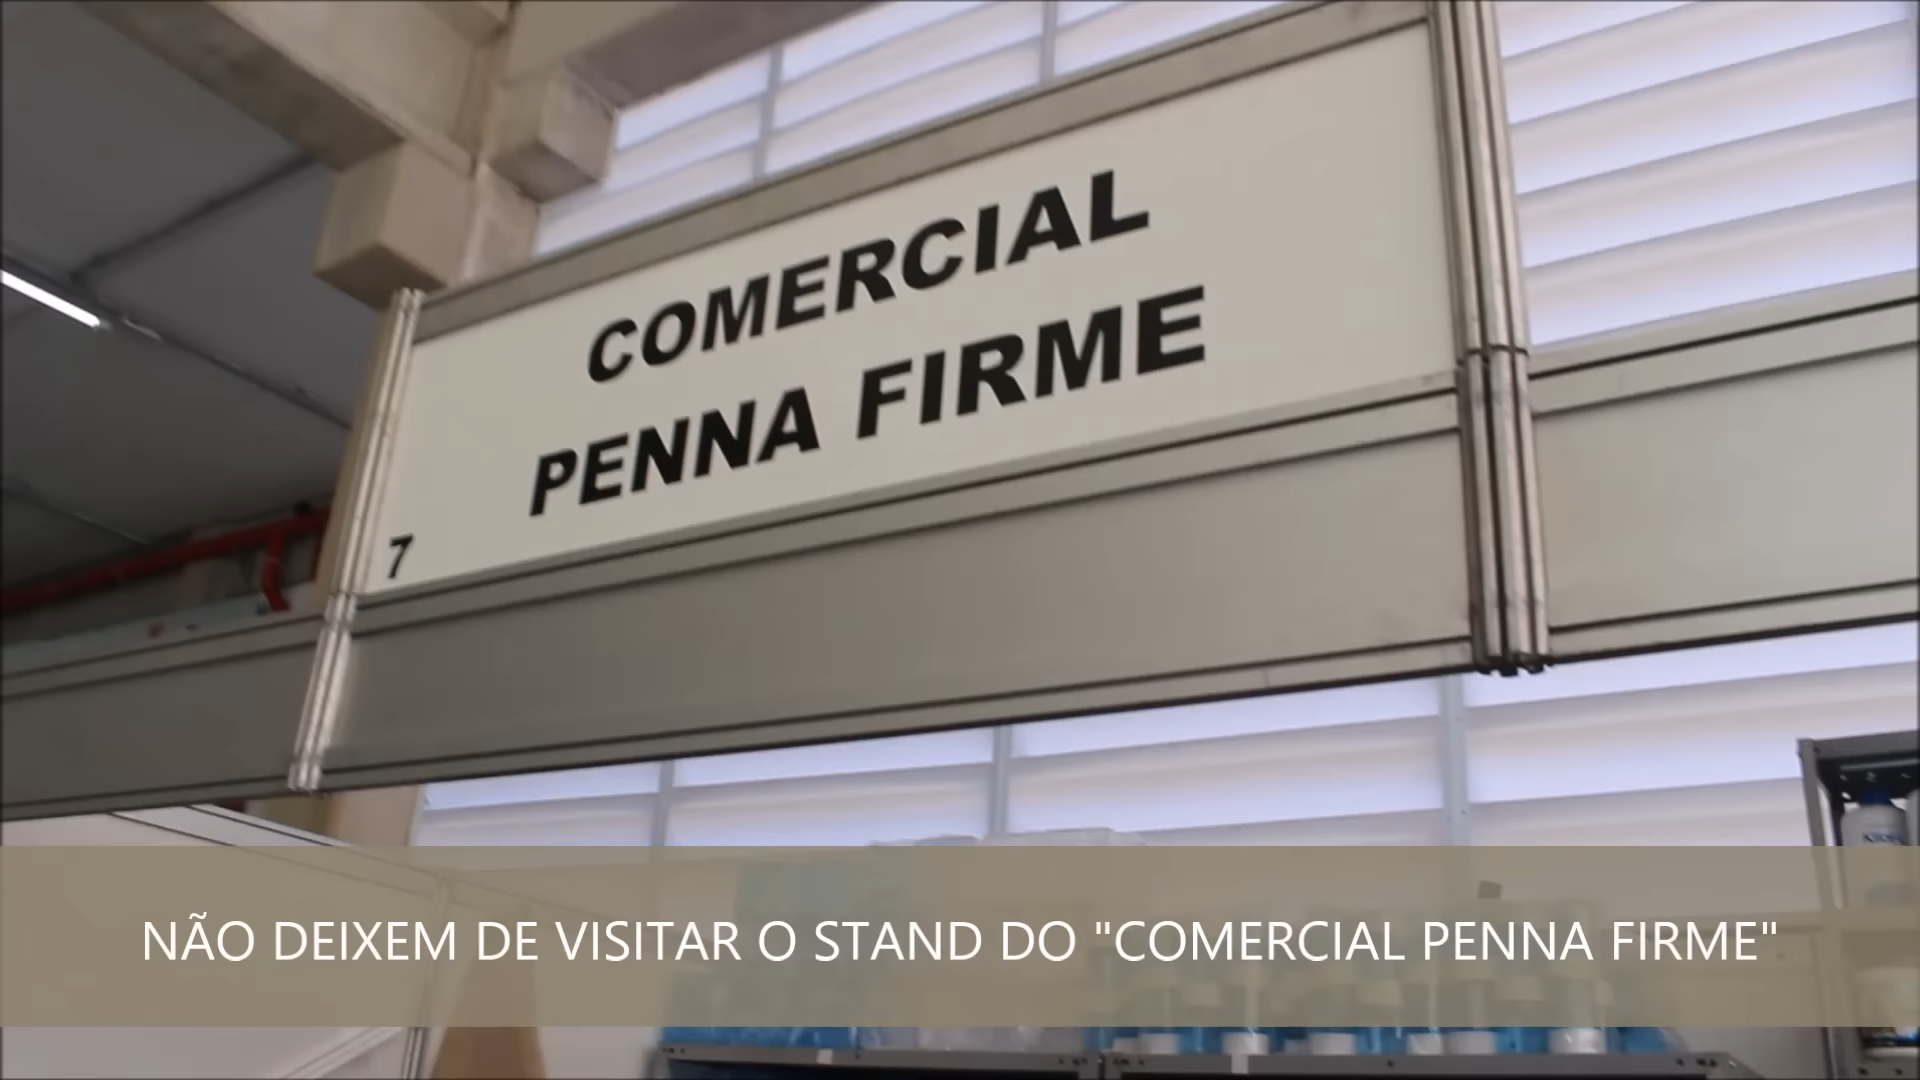 COMERCIAL
PENNA FIRME
7
NÃO DEIXEM DE VISITAR O STAND DO "COMERCIAL PENNA FIRME"